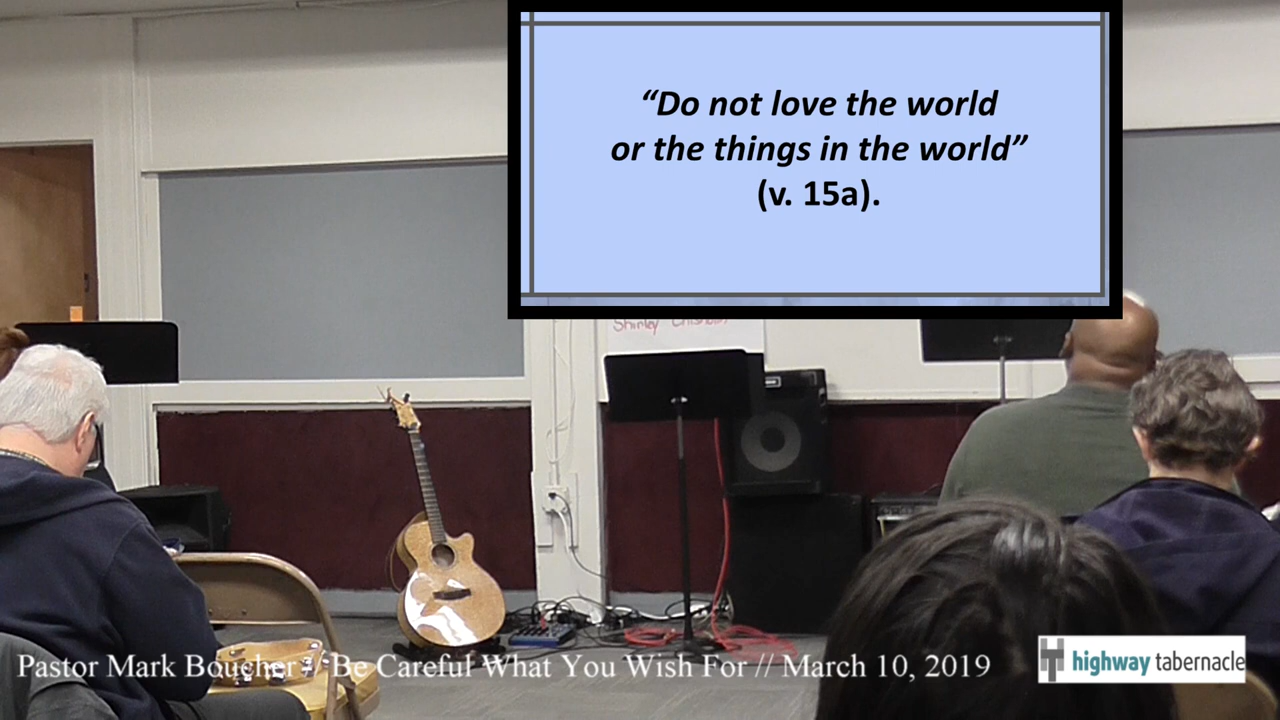 “Do not love the world
or the things in the world”
(v. 15a).
Shirley
Pastor Mark Boucher // Be Careful What You Wish For // March 10, 2019
highway tabernacle